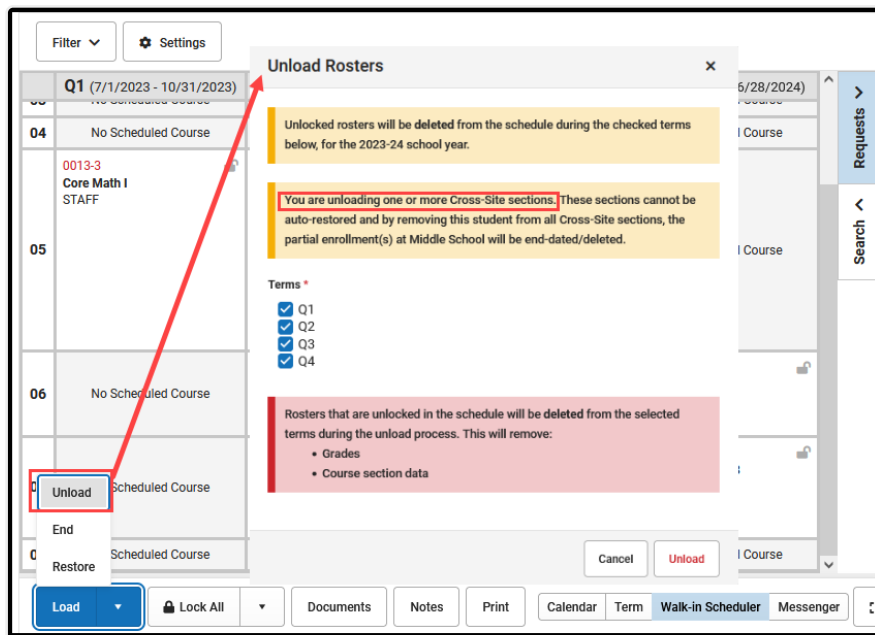 Filter
Settings
Unload Rosters
Q1 (7/1/2023 - 10/31/2023)
6/28/2024)
No Scheduled Course
Course
04
No Scheduled Course
Course
0013-3
Core Math I
STAFF
05
Course
06
No Scheduled Course
Scheduled Course
Scheduled Course
Course
Unlocked rosters will be deleted from the schedule during the checked terms
below, for the 2023-24 school year.
You are unloading one or more Cross-Site sections. These sections cannot be
auto-restored and by removing this student from all Cross-Site sections, the
partial enrollment(s) at Middle School will be end-dated/deleted.
Terms *
Q1
Q2
Q3
Q4
Rosters that are unlocked in the schedule will be deleted from the selected
terms during the unload process. This will remove:
• Grades
• Course section data
Cancel
Unload
Requests
Search
Unload
End
Restore
Load
Lock All
Documents
Notes
Print
Calendar
Term
Walk-in Scheduler
Messenger